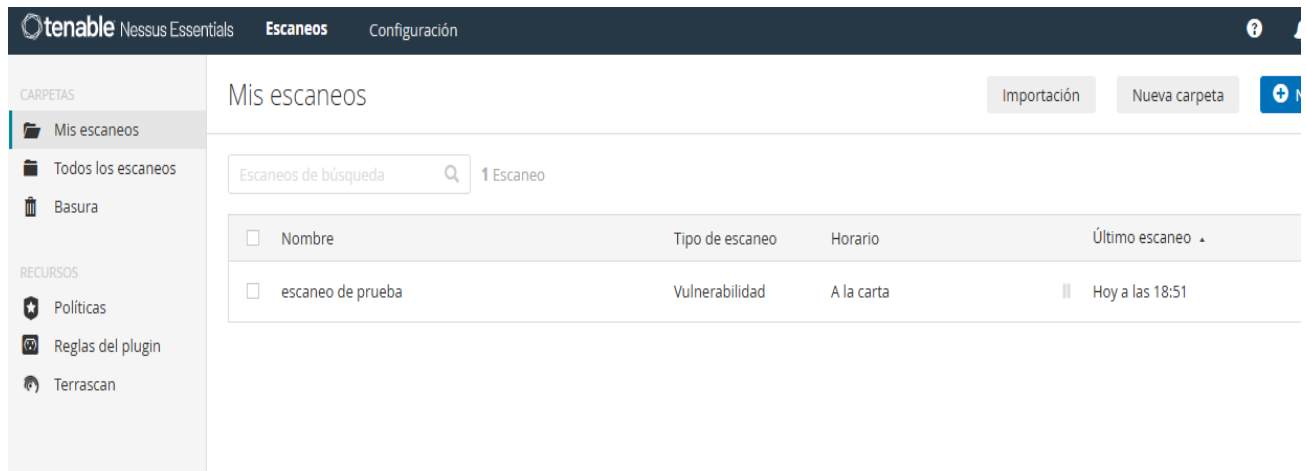 tenable Nessus Essentials Escaneos Configuración
CARPETAS
Mis escaneos
Todos los escaneos
Basura
RECURSOS
Políticas
Reglas del plugin
Terrascan
Mis escaneos Importación Nueva carpeta N
Escaneos de búsqueda 1 Escaneo
Nombre Tipo de escaneo Horario Último escaneo
escaneo de prueba Vulnerabilidad A la carta Hoy a las 18:51